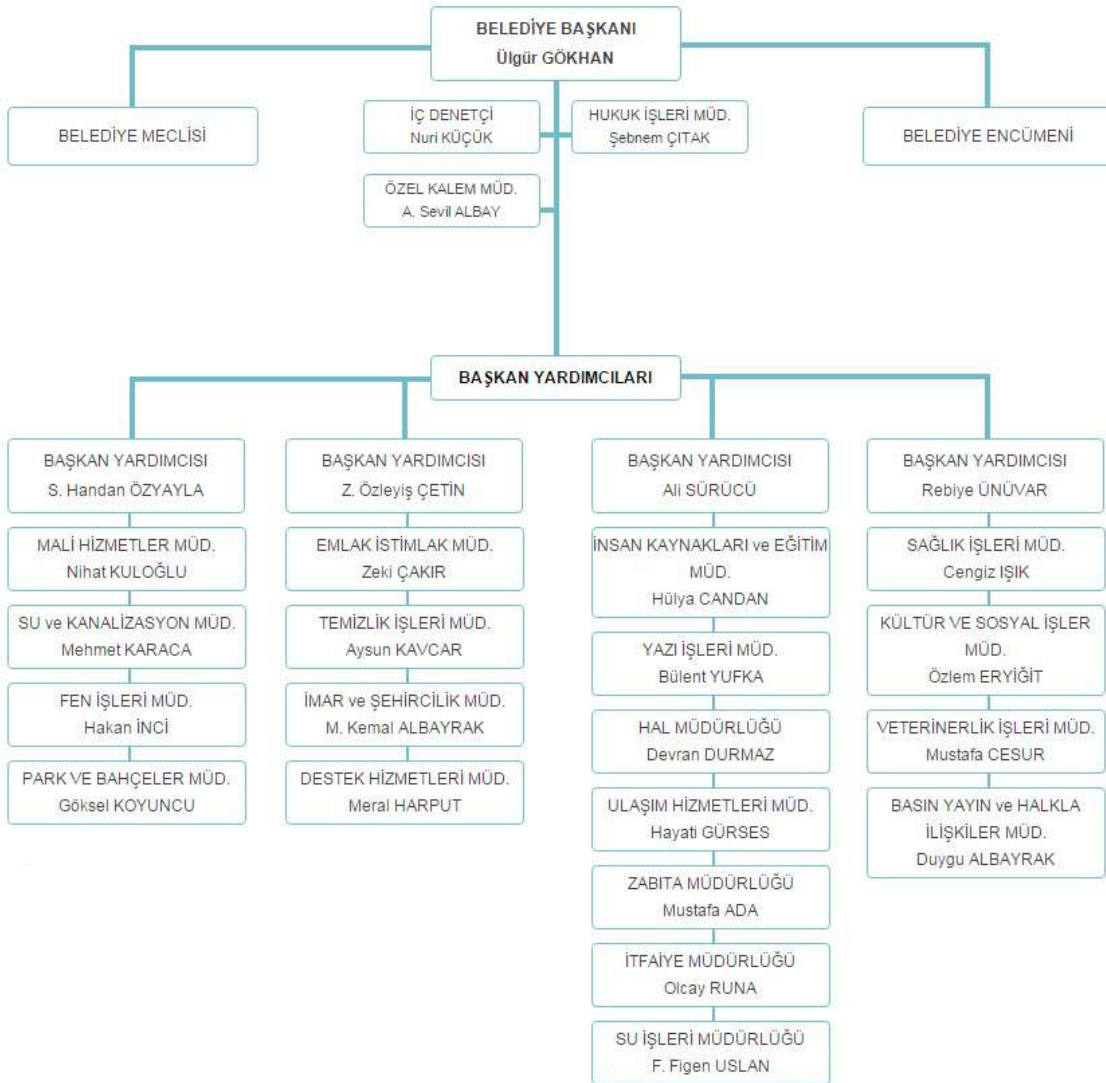 BELEDİYE BAŞKANI
Ülgür GÖKHAN
BELEDİYE MECLİSİ
İÇ DENETÇİ
Nuri KÜÇÜK
HUKUK İŞLERİ MÜD.
Şebnem ÇITAK
BELEDİYE ENCÜMENİ
ÖZEL KALEM MÜD.
A. Sevil ALBAY
BAŞKAN YARDIMCILARI
BAŞKAN YARDIMCISI
S. Handan ÖZYAYLA
MALİ HİZMETLER MÜD.
Nihat KULOĞLU
SU ve KANALİZASYON MÜD.
Mehmet KARACA
FEN İŞLERİ MÜD.
Hakan İNCİ
PARK VE BAHÇELER MÜD.
Göksel KOYUNCU
BAŞKAN YARDIMCISI
Z. Özleyiş ÇETİN
EMLAK İSTİMLAK MÜD.
Zeki ÇAKIR
TEMİZLİK İŞLERİ MÜD.
Aysun KAVCAR
İMAR ve ŞEHİRCİLİK MÜD.
M. Kemal ALBAYRAK
DESTEK HİZMETLERİ MÜD.
Meral HARPUT
BAŞKAN YARDIMCISI
Ali SÜRÜCÜ
İNSAN KAYNAKLARI ve EĞİTİM
MÜD.
Hülya CANDAN
YAZI İŞLERİ MÜD.
Bülent YUFKA
HAL MÜDÜRLÜĞÜ
Devran DURMAZ
ULAŞIM HİZMETLERİ MÜD.
Hayati GÜRSES
ZABITA MÜDÜRLÜĞÜ
Mustafa ADA
İTFAİYE MÜDÜRLÜĞÜ
Olcay RUNA
SU İŞLERİ MÜDÜRLÜĞÜ
F. Figen USLAN
BAŞKAN YARDIMCISI
Rebiye ÜNÜVAR
SAĞLIK İŞLERİ MÜD.
Cengiz IŞIK
KÜLTÜR VE SOSYAL İŞLER
MÜD.
Özlem ERYİĞİT
VETERİNERLİK İŞLERİ MÜD.
Mustafa CESUR
BASIN YAYIN ve HALKLA
İLİŞKİLER MÜD.
Duygu ALBAYRAK